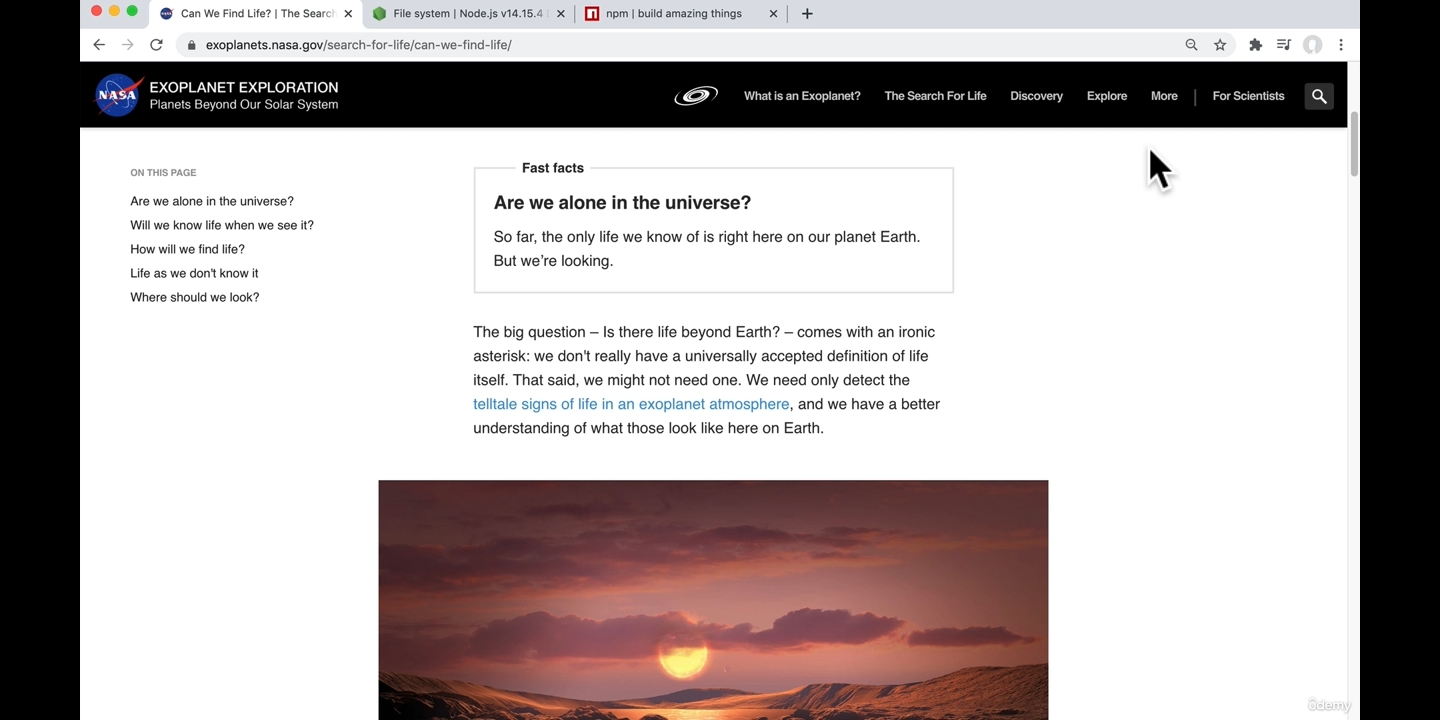 Can We Find Life? | The Search
File system | Node.js v14.15.4
npm | build amazing things
exoplanets.nasa.gov/search-for-life/can-we-find-life/
NASA
EXOPLANET EXPLORATION
Planets Beyond Our Solar System
What is an Exoplanet? The Search For Life Discovery Explore More | For Scientists
ON THIS PAGE
Are we alone in the universe?
Will we know life when we see it?
How will we find life?
Life as we don't know it
Where should we look?
Fast facts
Are we alone in the universe?
So far, the only life we know of is right here on our planet Earth.
But we’re looking.
The big question – Is there life beyond Earth? – comes with an ironic
asterisk: we don't really have a universally accepted definition of life
itself. That said, we might not need one. We need only detect the
telltale signs of life in an exoplanet atmosphere, and we have a better
understanding of what those look like here on Earth.
ûdemy